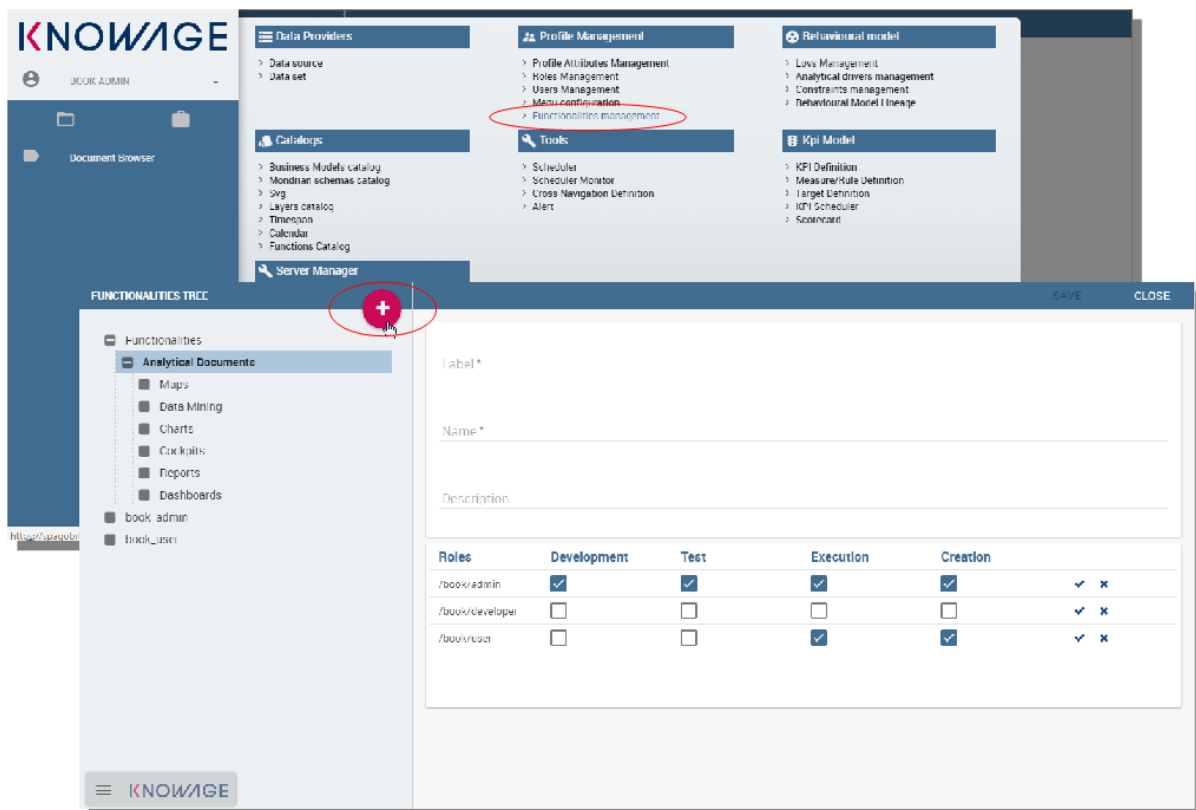 KNOWAGE
BOOK ADMIN
Document Browser
Data Providers
> Data source
> Data set
Profile Management
> Profile Attributes Management
> Roles Management
> Users Management
> Menu configuration
> Functionalities management
Behavioural model
> Lovs Management
> Analytical drivers management
> Constraints management
> Behavioural Model Lineage
Catalogs
> Business Models catalog
> Mondrian schemas catalog
> Svg
> Layers catalog
> Timespan
> Calendar
> Functions Catalog
Tools
> Scheduler
> Scheduler Monitor
> Cross Navigation Definition
> Alert
Kpi Model
> KPI Definition
> Measure/Rule Definition
> Target Definition
> KPI Scheduler
> Scorecard
Server Manager
FUNCTIONALITIES TREE
SAVE CLOSE
Functionalities
Analytical Documents
Maps
Data Mining
Charts
Cockpits
Reports
Dashboards
book_admin
book_user
Label *
Name *
Description
Roles Development Test Execution Creation
/book/admin
/book/developer
/book/user
KNOWAGE